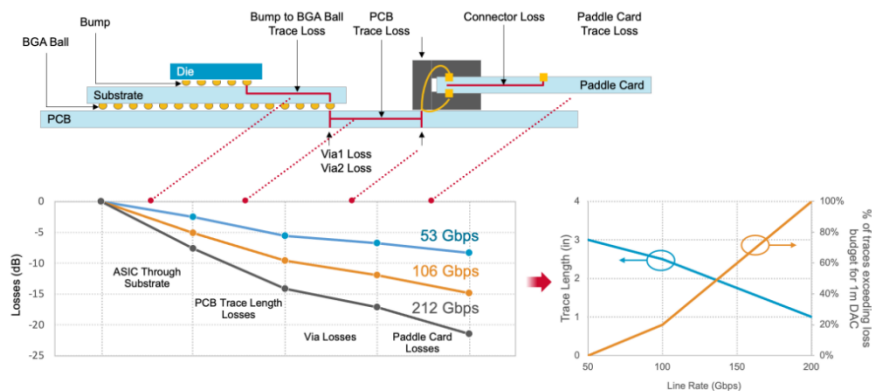 Bump to BGA Ball
Trace Loss
PCB
Trace Loss
Connector Loss
Paddle Card
Trace Loss
Bump
BGA Ball
Die
Substrate
PCB
Paddle Card
Via1 Loss
Via2 Loss
0
-5
-10
-15
-20
-25
Losses (dB)
ASIC Through
Substrate
PCB Trace Length
Losses
Via Losses
Paddle Card
Losses
53 Gbps
106 Gbps
212 Gbps
4
3
2
1
0
Trace Length (in)
50
100
150
200
Line Rate (Gbps)
100%
80%
60%
40%
20%
0%
% of traces exceeding loss
budget for 1m DAC